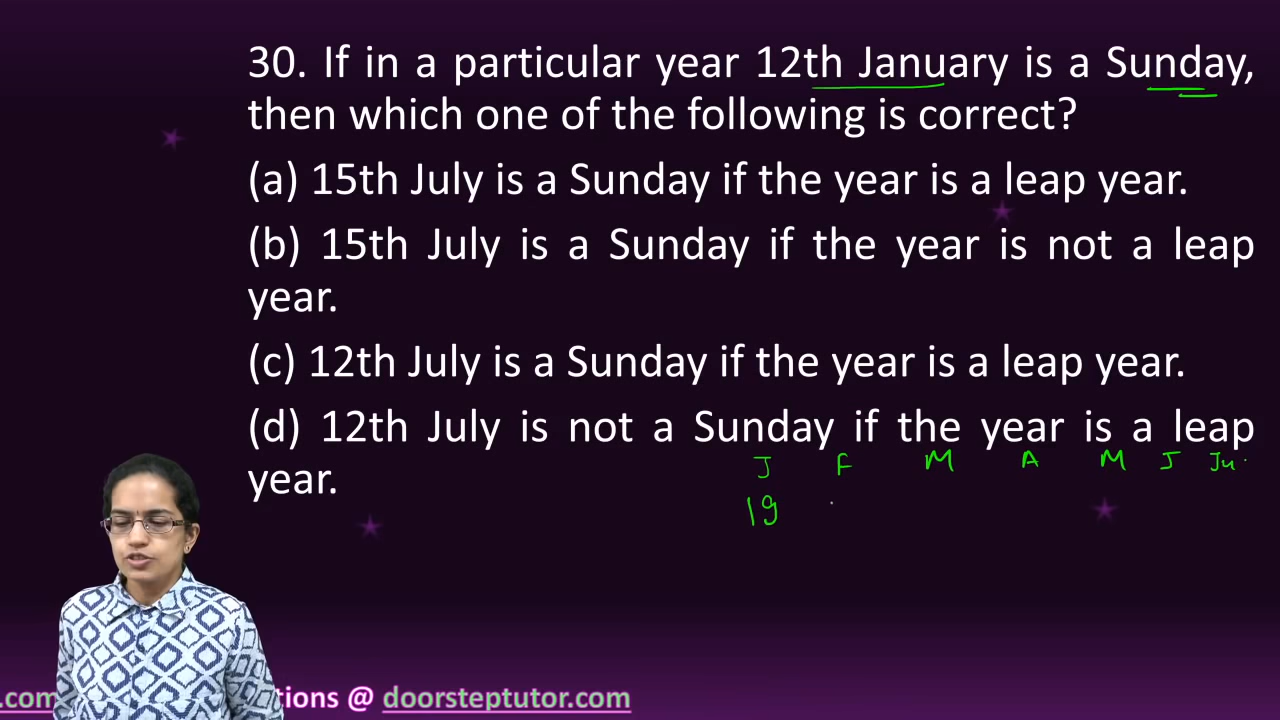 30. If in a particular year 12th January is a Sunday,
then which one of the following is correct?
(a) 15th July is a Sunday if the year is a leap year.
(b) 15th July is a Sunday if the year is not a leap
year.
(c) 12th July is a Sunday if the year is a leap year.
(d) 12th July is not a Sunday if the year is a leap
year.
J F M A M J Ju.
19
.com tions @ doorsteptutor.com